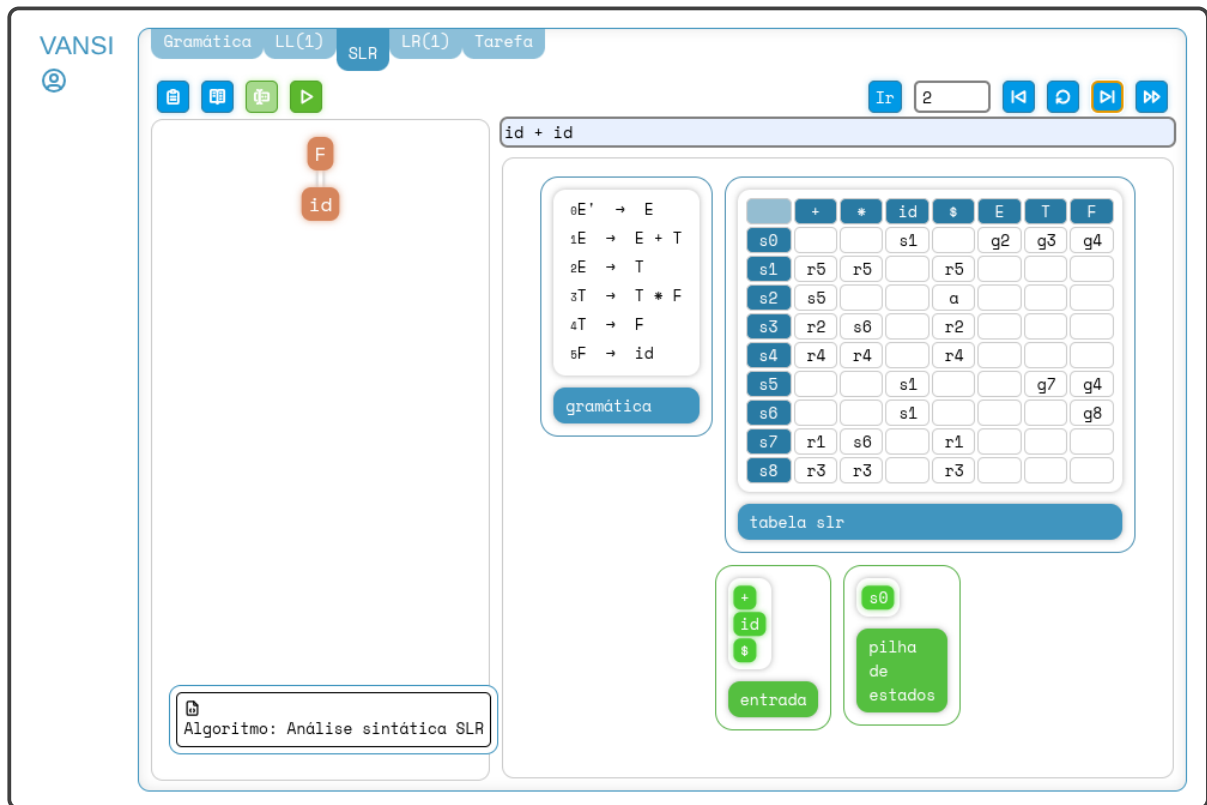 VANSI
Gramática LL(1) SLR LR(1) Tarefa
Ir 2
id + id
F
id
0E' → E
1E → E + T
2E → T
3T → T * F
4T → F
5F → id
gramática
+ * id $ E T F
s0 s1 g2 g3 g4
s1 r5 r5 r5
s2 s5 a
s3 r2 s6 r2
s4 r4 r4 r4
s5 s1 g7 g4
s6 s1 g8
s7 r1 s6 r1
s8 r3 r3 r3
tabela slr
+
id
$
entrada
s0
pilha
de
estados
Algoritmo: Análise sintática SLR